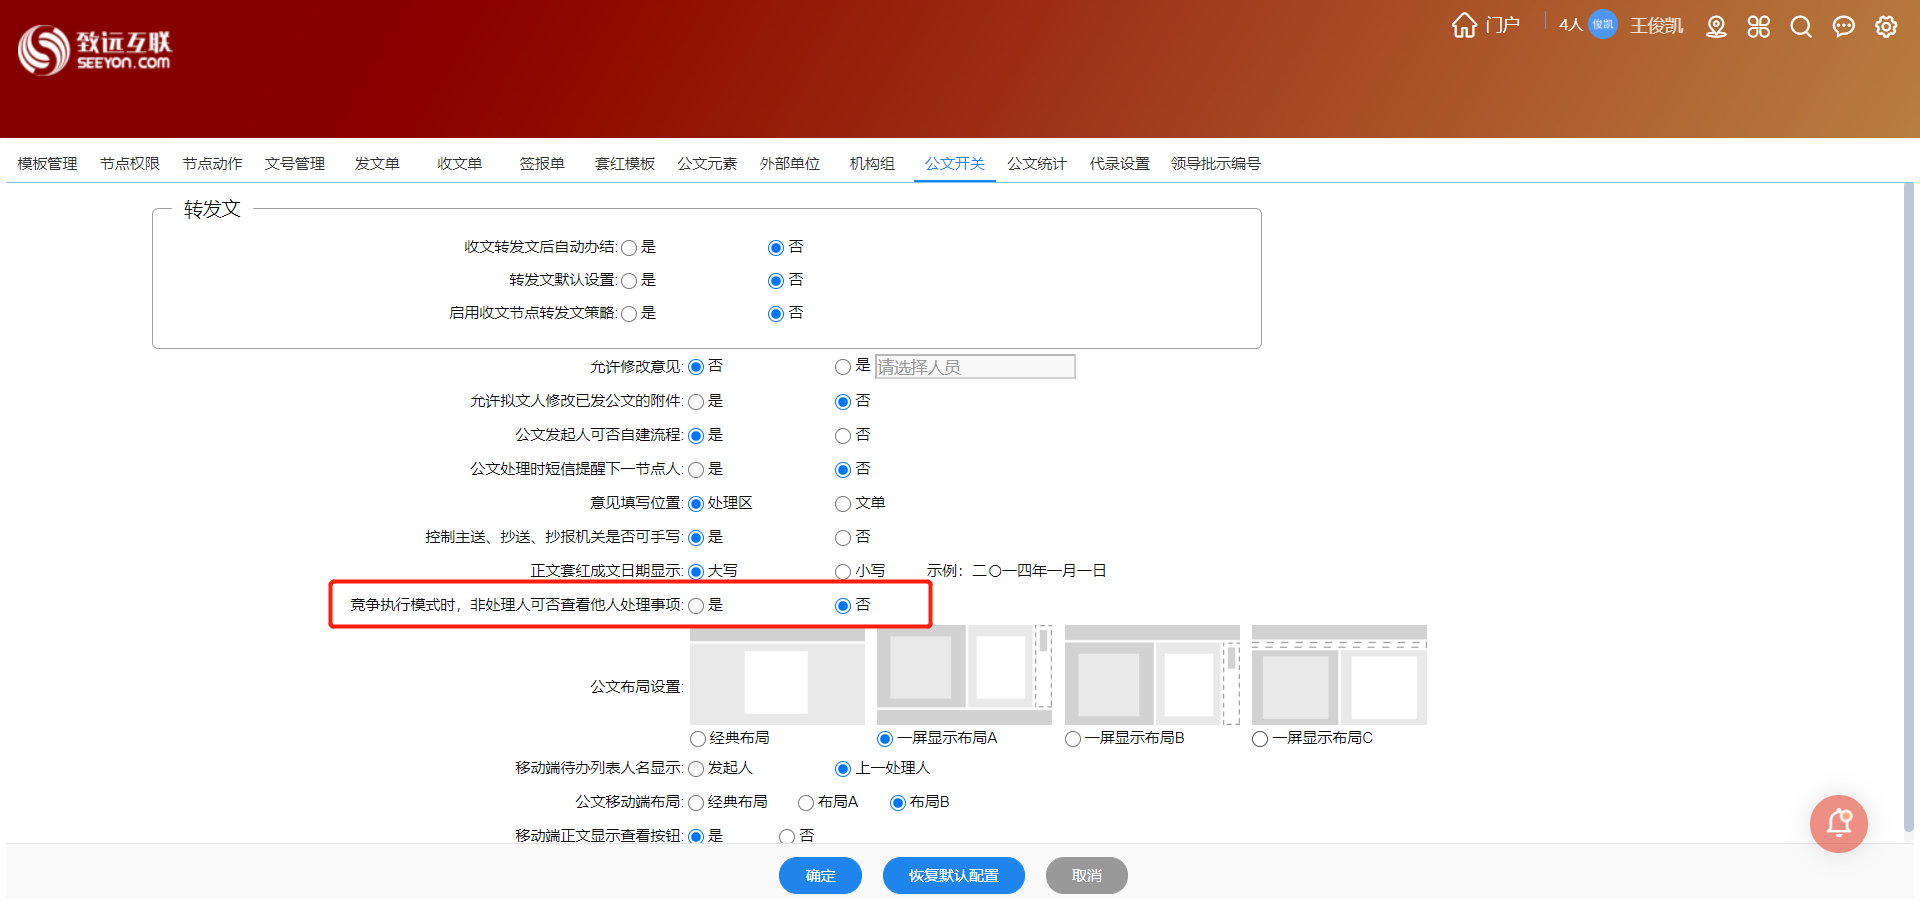 致远互联
SEEYON.COM
门户
4人 俊凯 王俊凯
模板管理 节点权限 节点动作 文号管理 发文单 收文单 签报单 套红模板 公文元素 外部单位 机构组 公文开关 公文统计 代录设置 领导批示编号
转发文
收文转发文后自动办结: 是 否
转发文默认设置: 是 否
启用收文节点转发文策略: 是 否
允许修改意见: 否 是 请选择人员
允许拟文人修改已发公文的附件: 是 否
公文发起人可否自建流程: 是 否
公文处理时短信提醒下一节点人: 是 否
意见填写位置: 处理区 文单
控制主送、抄送、抄报机关是否可手写: 是 否
正文套红成文日期显示: 大写 小写 示例：二〇一四年一月一日
竞争执行模式时，非处理人可否查看他人处理事项: 是 否
公文布局设置:
经典布局 一屏显示布局A 一屏显示布局B 一屏显示布局C
移动端待办列表人名显示: 发起人 上一处理人
公文移动端布局: 经典布局 布局A 布局B
移动端正文显示查看按钮: 是 否
确定 恢复默认配置 取消